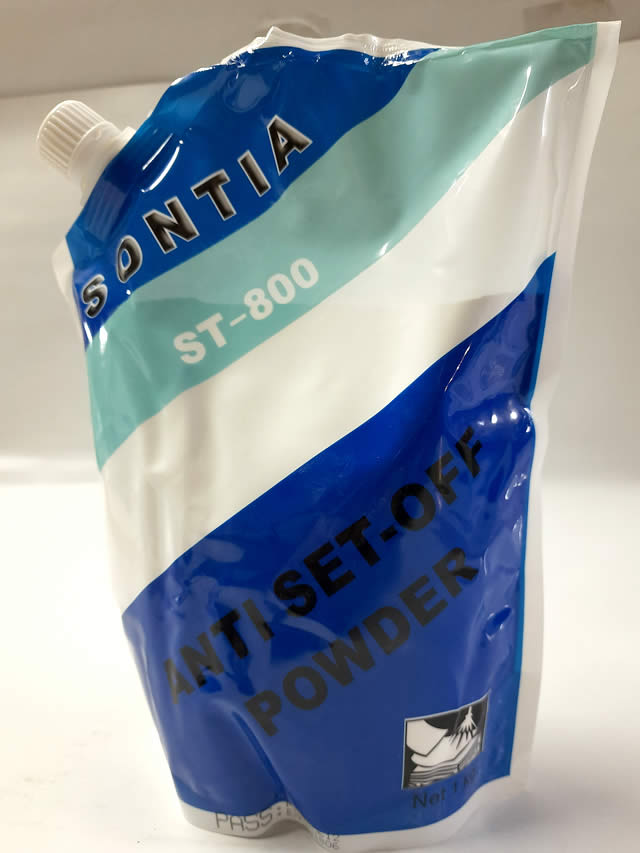 SONTIA
ST-800
ANTI SET-OFF
POWDER
Net 1
PASS: